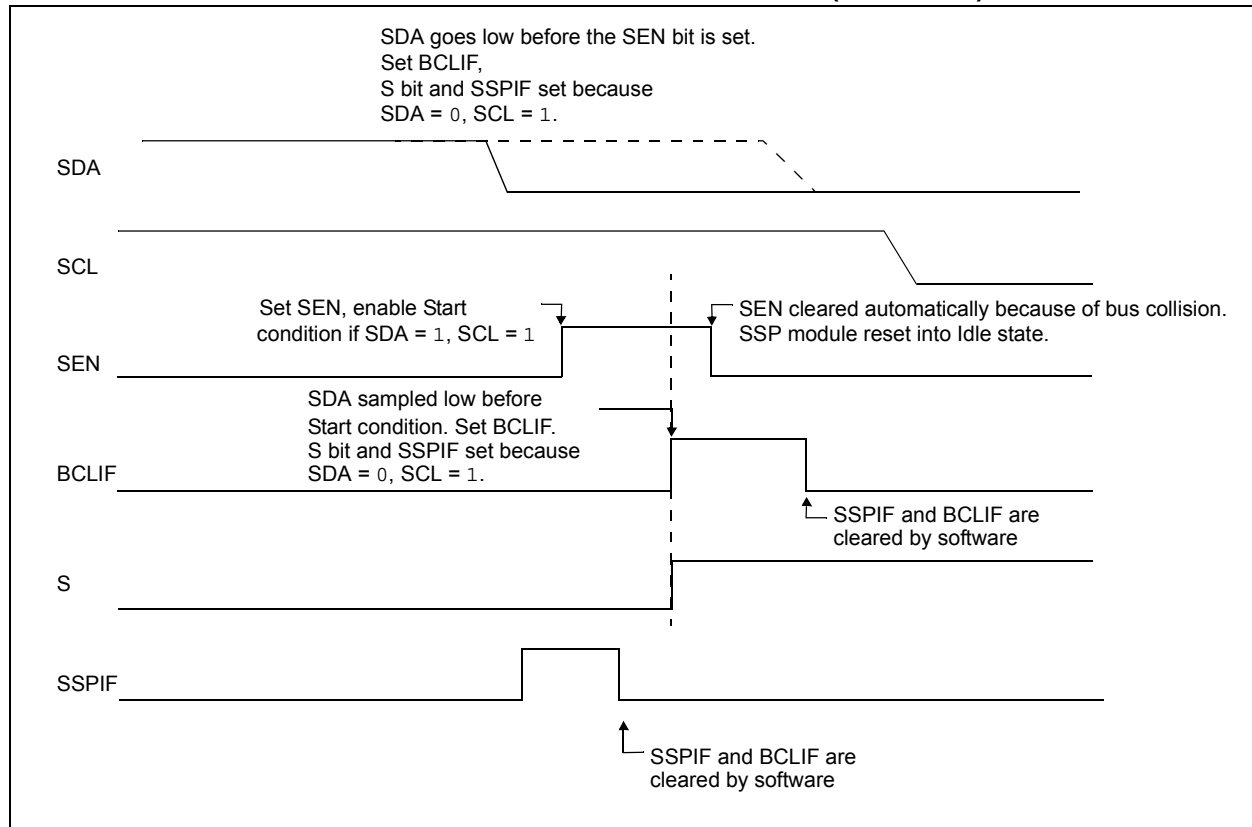 SDA goes low before the SEN bit is set.
Set BCLIF,
S bit and SSPIF set because
SDA = 0, SCL = 1.
SDA
SCL
Set SEN, enable Start
condition if SDA = 1, SCL = 1
SEN cleared automatically because of bus collision.
SSP module reset into Idle state.
SEN
SDA sampled low before
Start condition. Set BCLIF.
S bit and SSPIF set because
SDA = 0, SCL = 1.
BCLIF
SSPIF and BCLIF are
cleared by software
S
SSPIF
SSPIF and BCLIF are
cleared by software